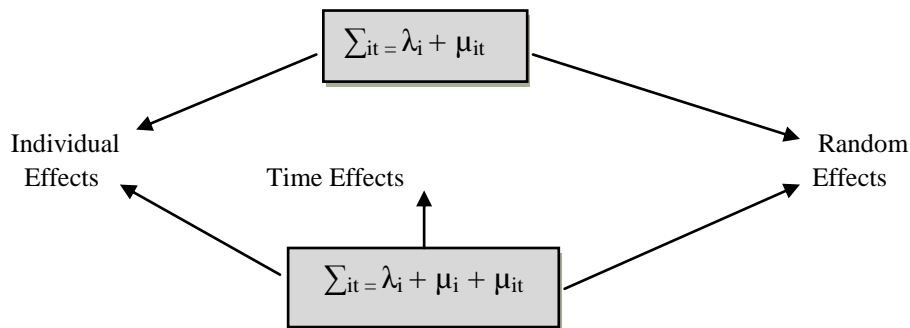 ∑it = λi + μit
Individual
Effects
Time Effects
Random
Effects
∑it = λi + μi + μit